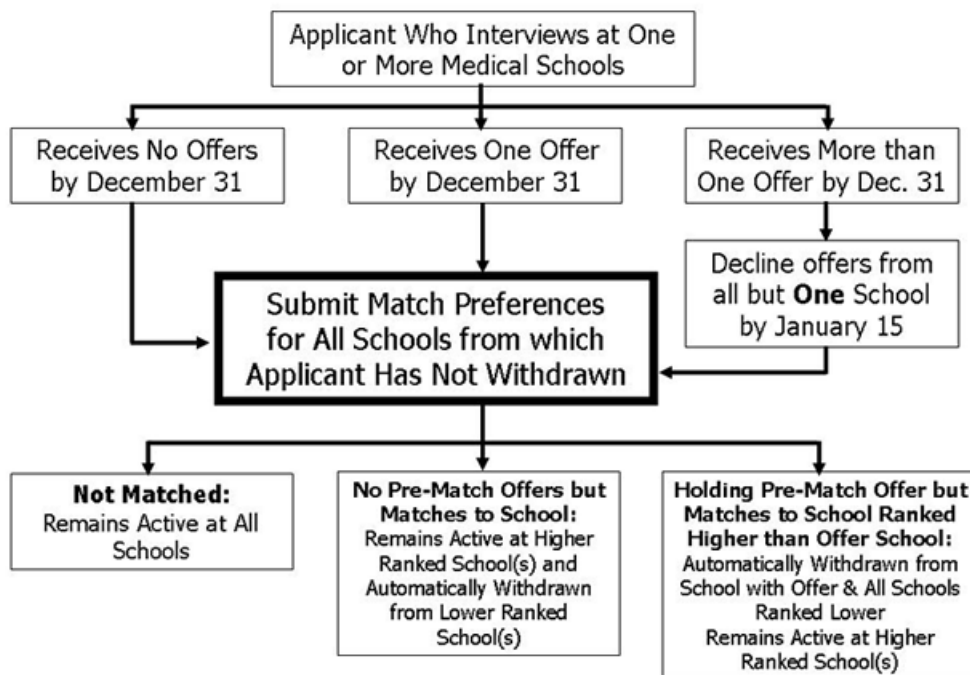 Applicant Who Interviews at One
or More Medical Schools
Receives No Offers
by December 31
Receives One Offer
by December 31
Receives More than
One Offer by Dec. 31
Decline offers from
all but One School
by January 15
Submit Match Preferences
for All Schools from which
Applicant Has Not Withdrawn
Not Matched:
Remains Active at All
Schools
No Pre-Match Offers but
Matches to School:
Remains Active at Higher
Ranked School(s) and
Automatically Withdrawn
from Lower Ranked
School(s)
Holding Pre-Match Offer but
Matches to School Ranked
Higher than Offer School:
Automatically Withdrawn from
School with Offer & All Schools
Ranked Lower
Remains Active at Higher
Ranked School(s)